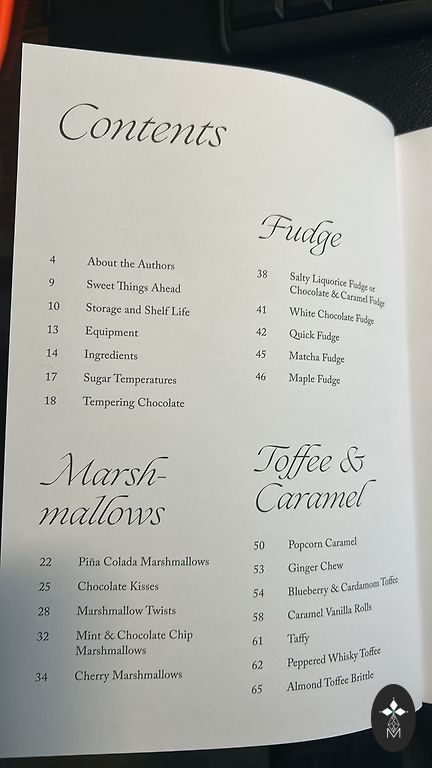 Contents
4 About the Authors
9 Sweet Things Ahead
10 Storage and Shelf Life
13 Equipment
14 Ingredients
17 Sugar Temperatures
18 Tempering Chocolate
Marsh-
mallows
22 Piña Colada Marshmallows
25 Chocolate Kisses
28 Marshmallow Twists
32 Mint & Chocolate Chip
Marshmallows
34 Cherry Marshmallows
Fudge
38 Salty Liquorice Fudge or
Chocolate & Caramel Fudge
41 White Chocolate Fudge
42 Quick Fudge
45 Matcha Fudge
46 Maple Fudge
Toffee &
Caramel
50 Popcorn Caramel
53 Ginger Chew
54 Blueberry & Cardamom Toffee
58 Caramel Vanilla Rolls
61 Taffy
62 Peppered Whisky Toffee
65 Almond Toffee Brittle
M